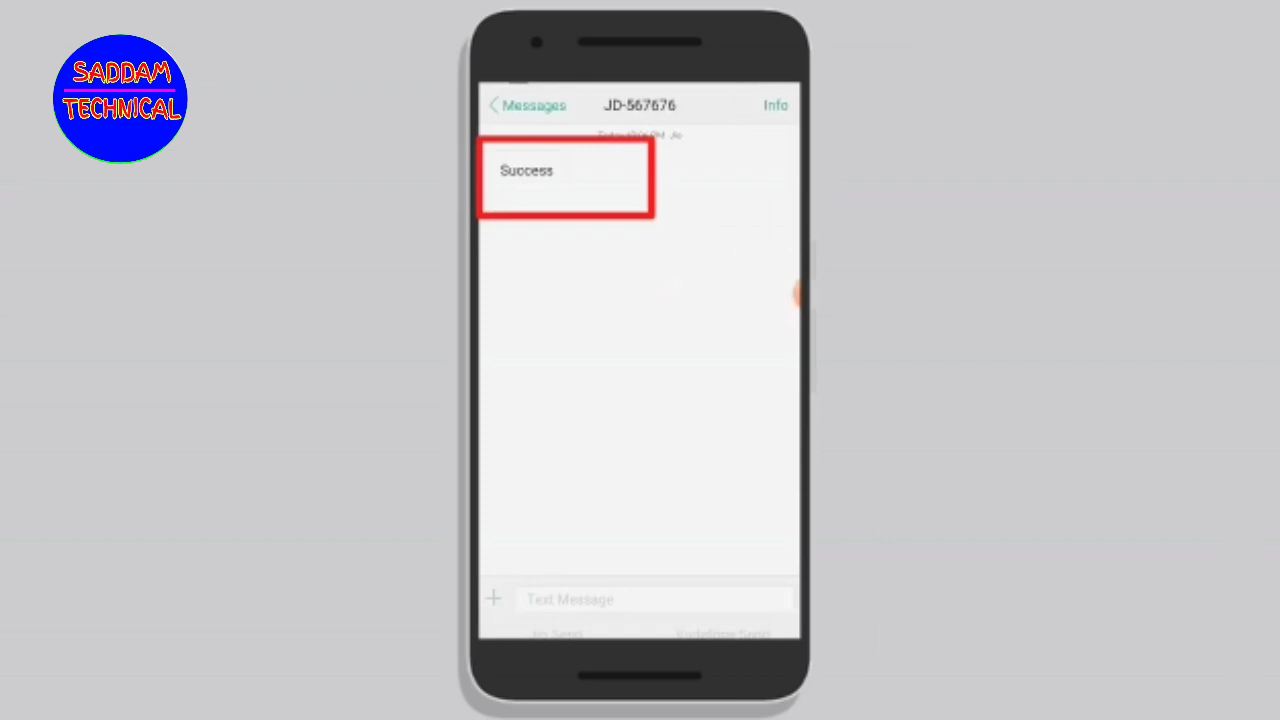 SADDAM
TECHNICAL
Messages
JD-567676
Info
Success
Text Message